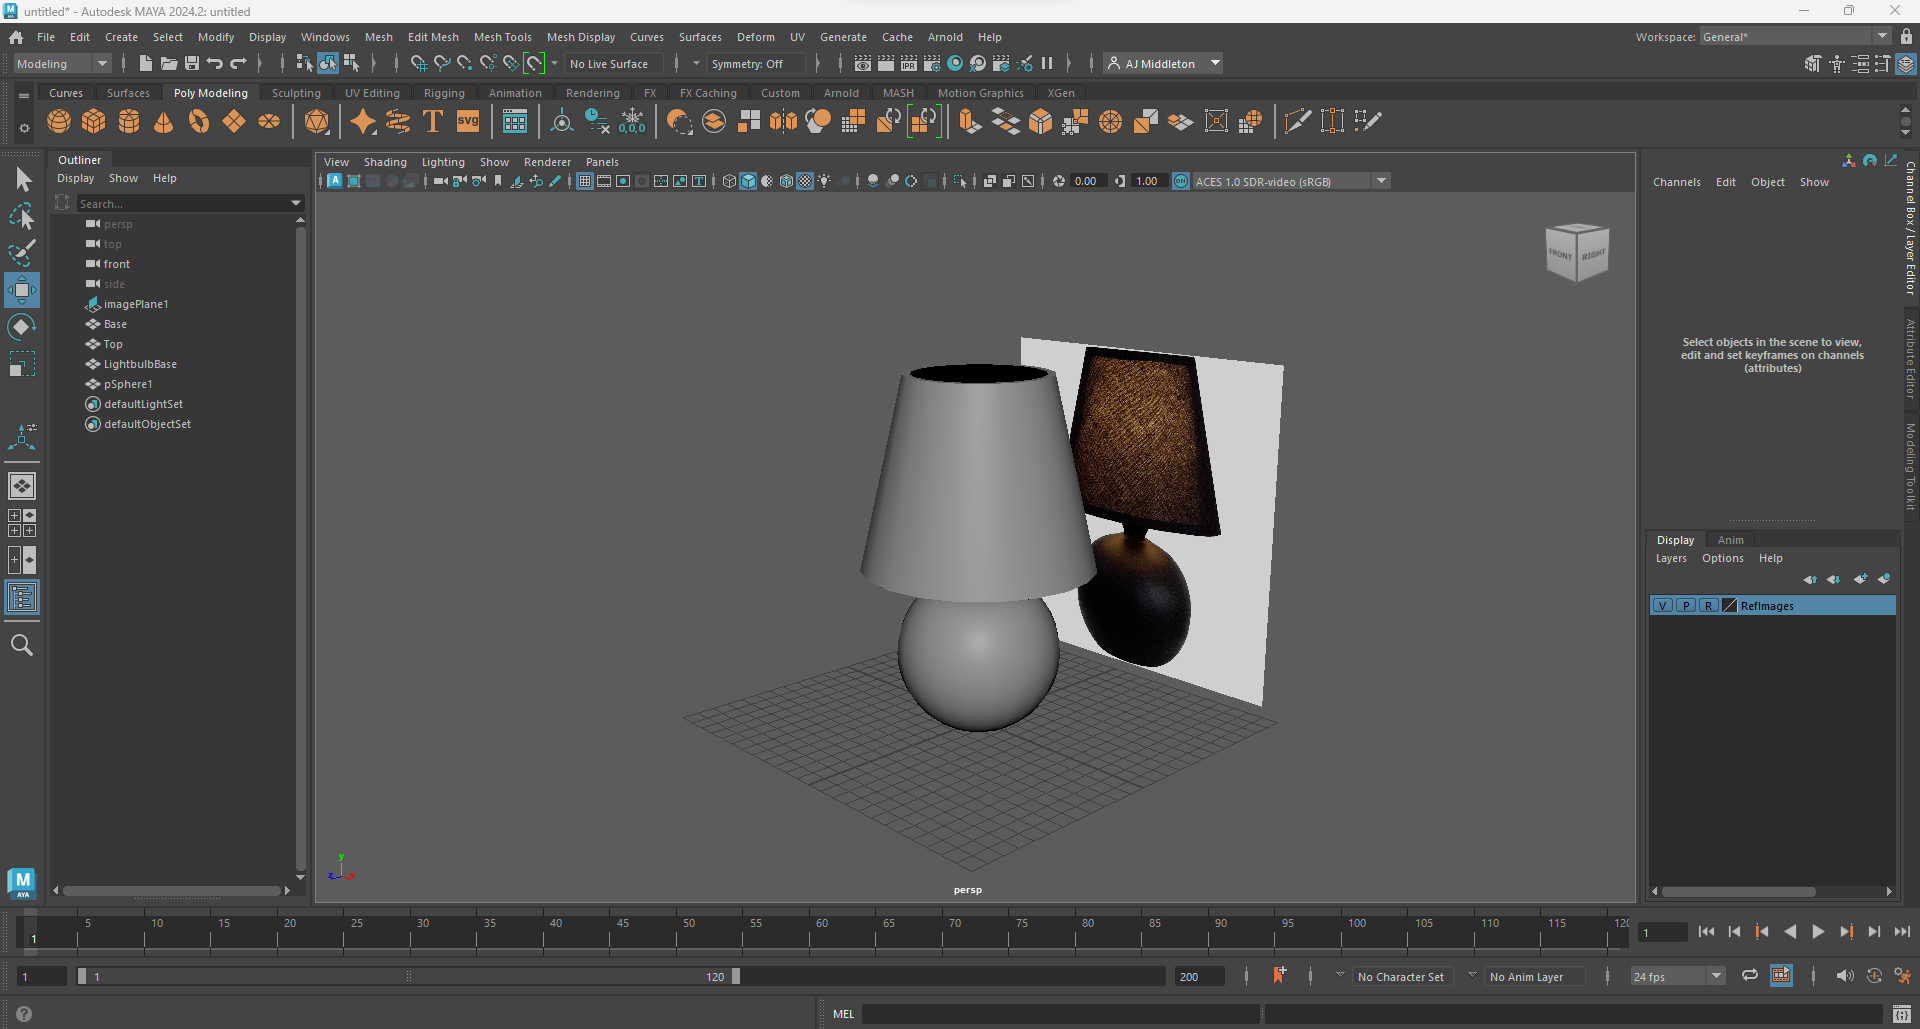 untitled* - Autodesk MAYA 2024.2: untitled
File Edit Create Select Modify Display Windows Mesh Edit Mesh Mesh Tools Mesh Display Curves Surfaces Deform UV Generate Cache Arnold Help
Workspace: General*
Modeling
No Live Surface
Symmetry: Off
IPR
AJ Middleton
Curves Surfaces Poly Modeling Sculpting UV Editing Rigging Animation Rendering FX FX Caching Custom Arnold MASH Motion Graphics XGen
T
svg
0,0,0
Outliner
Display Show Help
Search...
persp
top
front
side
imagePlane1
Base
Top
LightbulbBase
pSphere1
defaultLightSet
defaultObjectSet
View Shading Lighting Show Renderer Panels
0.00
1.00
ON
ACES 1.0 SDR-video (sRGB)
FRONT
RIGHT
y
z
x
persp
Channels Edit Object Show
Select objects in the scene to view,
edit and set keyframes on channels
(attributes)
Channel Box / Layer Editor
Attribute Editor
Modeling Toolkit
Display Anim
Layers Options Help
V P R RefImages
M
AYA
5 10 15 20 25 30 35 40 45 50 55 60 65 70 75 80 85 90 95 100 105 110 115 120
1
1
1
1
120
200
No Character Set
No Anim Layer
24 fps
MEL